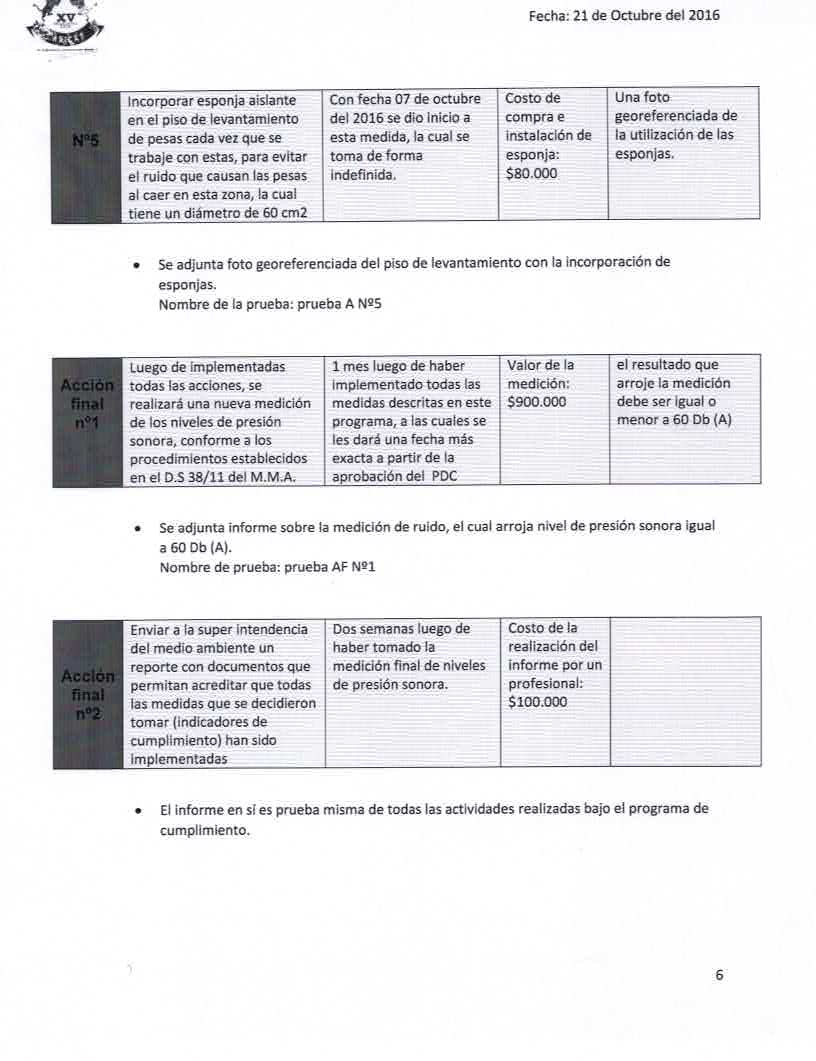 XV
Fecha: 21 de Octubre del 2016
Nº5
Incorporar esponja aislante
en el piso de levantamiento
de pesas cada vez que se
trabaje con estas, para evitar
el ruido que causan las pesas
al caer en esta zona, la cual
tiene un diámetro de 60 cm2
Con fecha 07 de octubre
del 2016 se dio inicio a
esta medida, la cual se
toma de forma
indefinida.
Costo de
compra e
instalación de
esponja:
$80.000
Una foto
georeferenciada de
la utilización de las
esponjas.
• Se adjunta foto georeferenciada del piso de levantamiento con la incorporación de
esponjas.
Nombre de la prueba: prueba A Nº5
Acción
final
nº1
Luego de implementadas
todas las acciones, se
realizará una nueva medición
de los niveles de presión
sonora, conforme a los
procedimientos establecidos
en el D.S 38/11 del M.M.A.
1 mes luego de haber
implementado todas las
medidas descritas en este
programa, a las cuales se
les dará una fecha más
exacta a partir de la
aprobación del PDC
Valor de la
medición:
$900.000
el resultado que
arroje la medición
debe ser igual o
menor a 60 Db (A)
• Se adjunta informe sobre la medición de ruido, el cual arroja nivel de presión sonora igual
a 60 Db (A).
Nombre de prueba: prueba AF Nº1
Acción
final
nº2
Enviar a la super intendencia
del medio ambiente un
reporte con documentos que
permitan acreditar que todas
las medidas que se decidieron
tomar (indicadores de
cumplimiento) han sido
implementadas
Dos semanas luego de
haber tomado la
medición final de niveles
de presión sonora.
Costo de la
realización del
informe por un
profesional:
$100.000
• El informe en sí es prueba misma de todas las actividades realizadas bajo el programa de
cumplimiento.
6